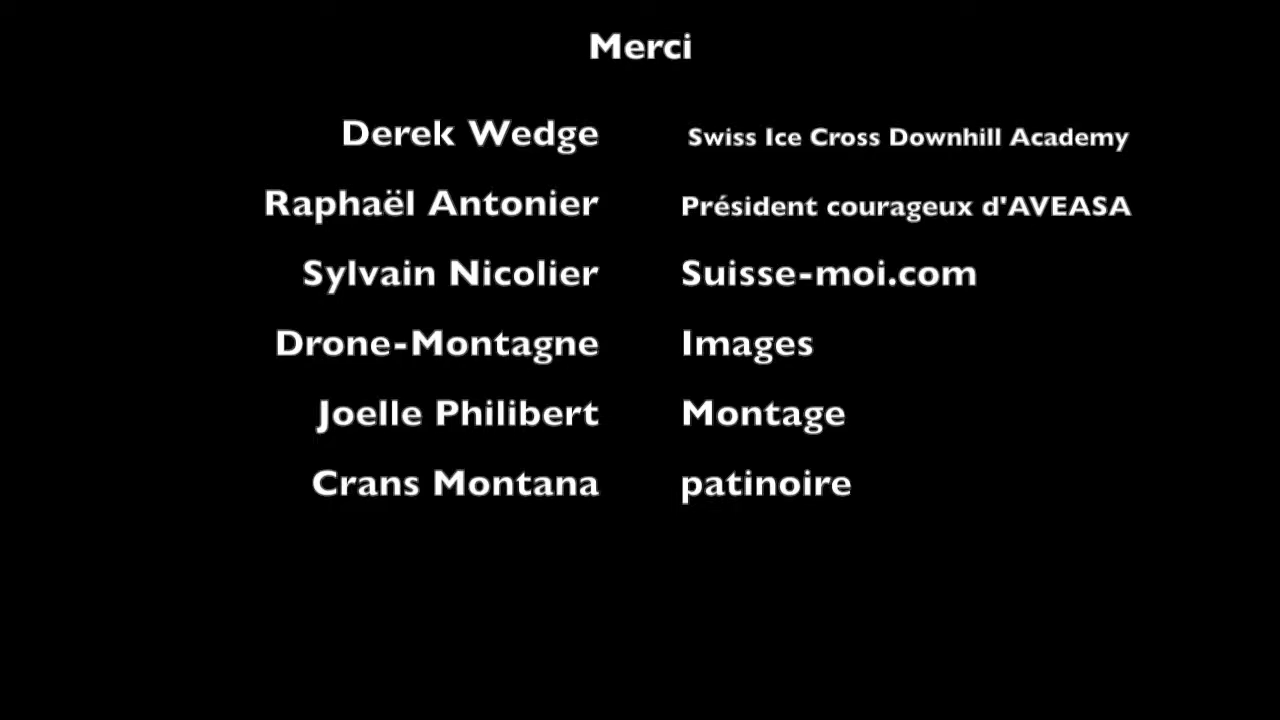 Merci
Derek Wedge Swiss Ice Cross Downhill Academy
Raphaël Antonier Président courageux d'AVEASA
Sylvain Nicolier Suisse-moi.com
Drone-Montagne Images
Joelle Philibert Montage
Crans Montana patinoire